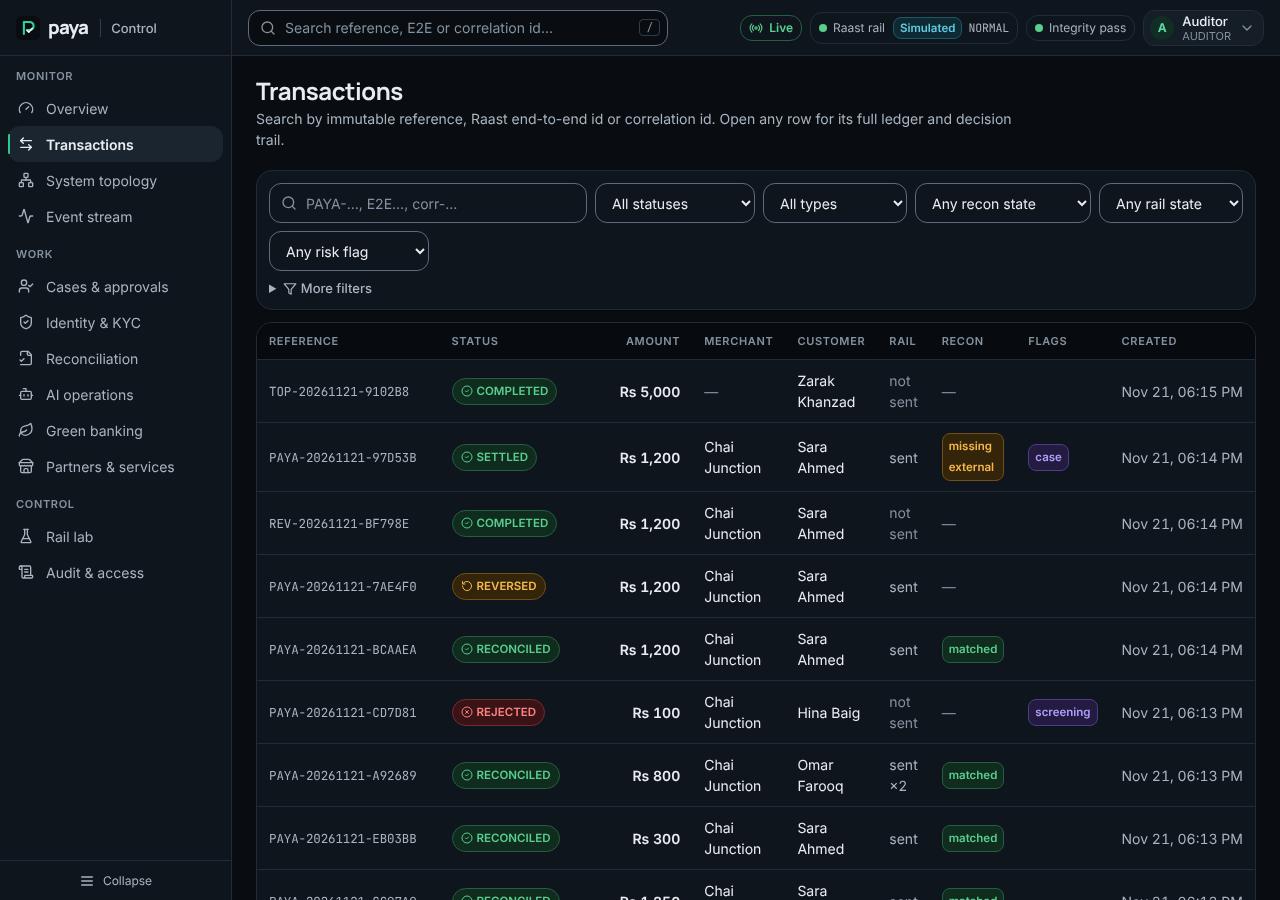 paya Control
Search reference, E2E or correlation id... /
Live
Raast rail Simulated NORMAL
Integrity pass
A Auditor
AUDITOR
MONITOR
Overview
Transactions
System topology
Event stream
WORK
Cases & approvals
Identity & KYC
Reconciliation
AI operations
Green banking
Partners & services
CONTROL
Rail lab
Audit & access
Collapse
Transactions
Search by immutable reference, Raast end-to-end id or correlation id. Open any row for its full ledger and decision
trail.
PAYA-..., E2E..., corr-... All statuses All types Any recon state Any rail state
Any risk flag
More filters
REFERENCE STATUS AMOUNT MERCHANT CUSTOMER RAIL RECON FLAGS CREATED
TOP-20261121-9102B8 COMPLETED Rs 5,000 — Zarak Khanzad not sent — Nov 21, 06:15 PM
PAYA-20261121-97D53B SETTLED Rs 1,200 Chai Junction Sara Ahmed sent missing external case Nov 21, 06:14 PM
REV-20261121-BF798E COMPLETED Rs 1,200 Chai Junction Sara Ahmed not sent — Nov 21, 06:14 PM
PAYA-20261121-7AE4F0 REVERSED Rs 1,200 Chai Junction Sara Ahmed sent — Nov 21, 06:14 PM
PAYA-20261121-BCAAEA RECONCILED Rs 1,200 Chai Junction Sara Ahmed sent matched Nov 21, 06:14 PM
PAYA-20261121-CD7D81 REJECTED Rs 100 Chai Junction Hina Baig not sent — screening Nov 21, 06:13 PM
PAYA-20261121-A92689 RECONCILED Rs 800 Chai Junction Omar Farooq sent ×2 matched Nov 21, 06:13 PM
PAYA-20261121-EB03BB RECONCILED Rs 300 Chai Junction Sara Ahmed sent matched Nov 21, 06:13 PM
RECONCILED Chai Sara matched